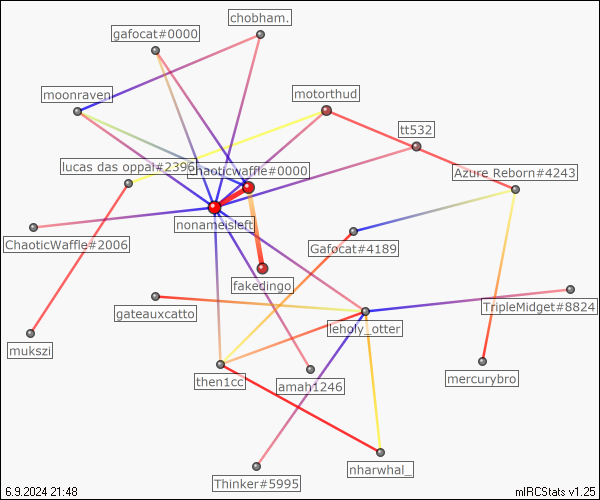 chobham.
gafocat#0000
moonraven
motorthud
tt532
lucas das oppai#2396
chaoticwaffle#0000
Azure Reborn#4243
nonameisleft
ChaoticWaffle#2006
Gafocat#4189
fakedingo
TripleMidget#8824
gateauxcatto
leholy_otter
mukszi
mercurybro
then1cc
amah1246
nharwhal_
Thinker#5995
6.9.2024 21:48
mIRCStats v1.25